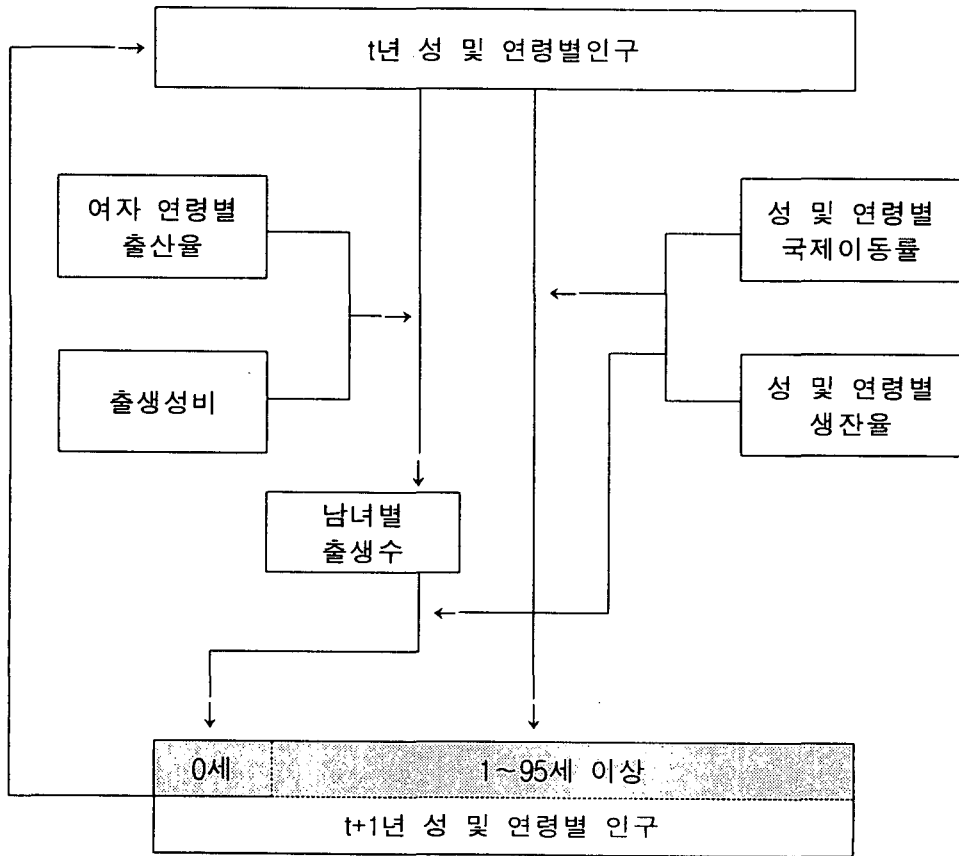 t년 성 및 연령별인구
여자 연령별
출산율
성 및 연령별
국제이동률
출생성비
성 및 연령별
생잔율
남녀별
출생수
0세
1~95세 이상
t+1년 성 및 연령별 인구